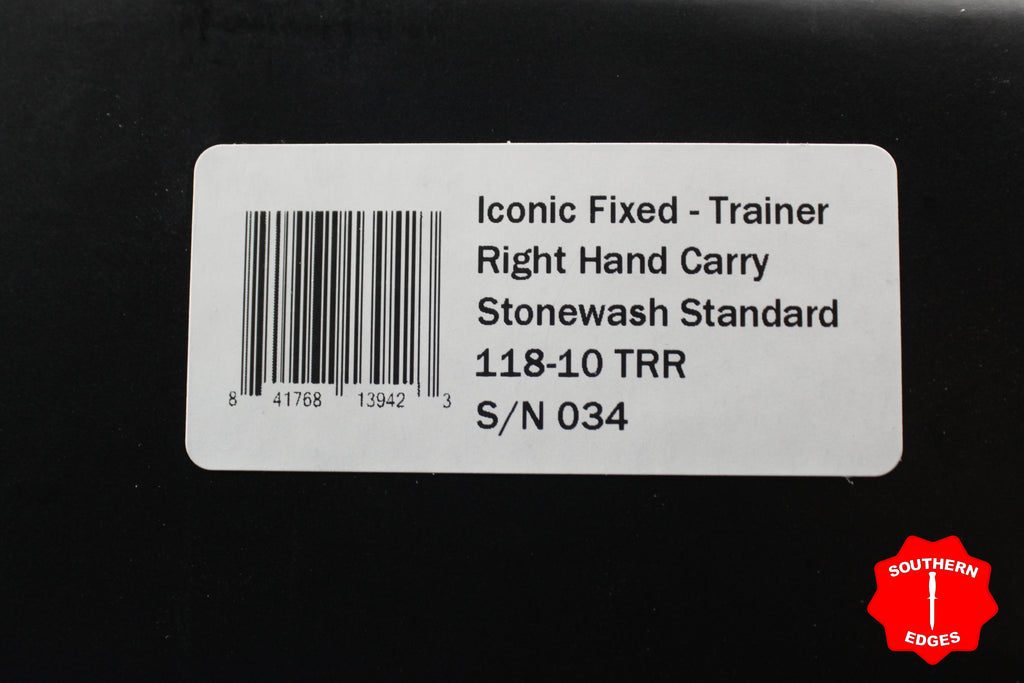 Iconic Fixed - Trainer
Right Hand Carry
Stonewash Standard
118-10 TRR
S/N 034
8 41768 13942 3
SOUTHERN
EDGES